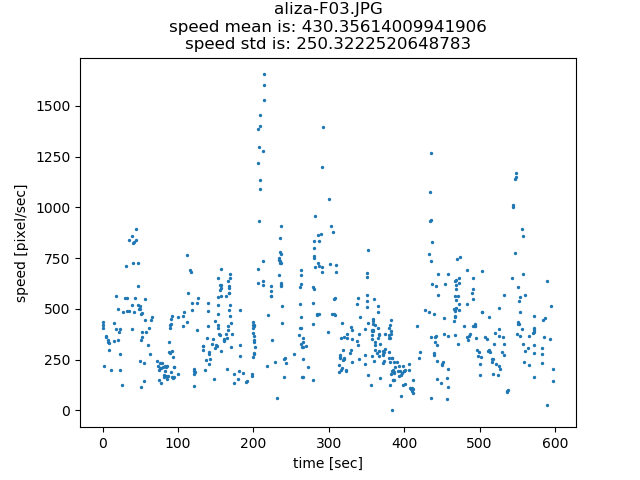 aliza-F03.JPG
speed mean is: 430.35614009941906
speed std is: 250.3222520648783
speed [pixel/sec]
1500
1250
1000
750
500
250
0
0 100 200 300 400 500 600
time [sec]